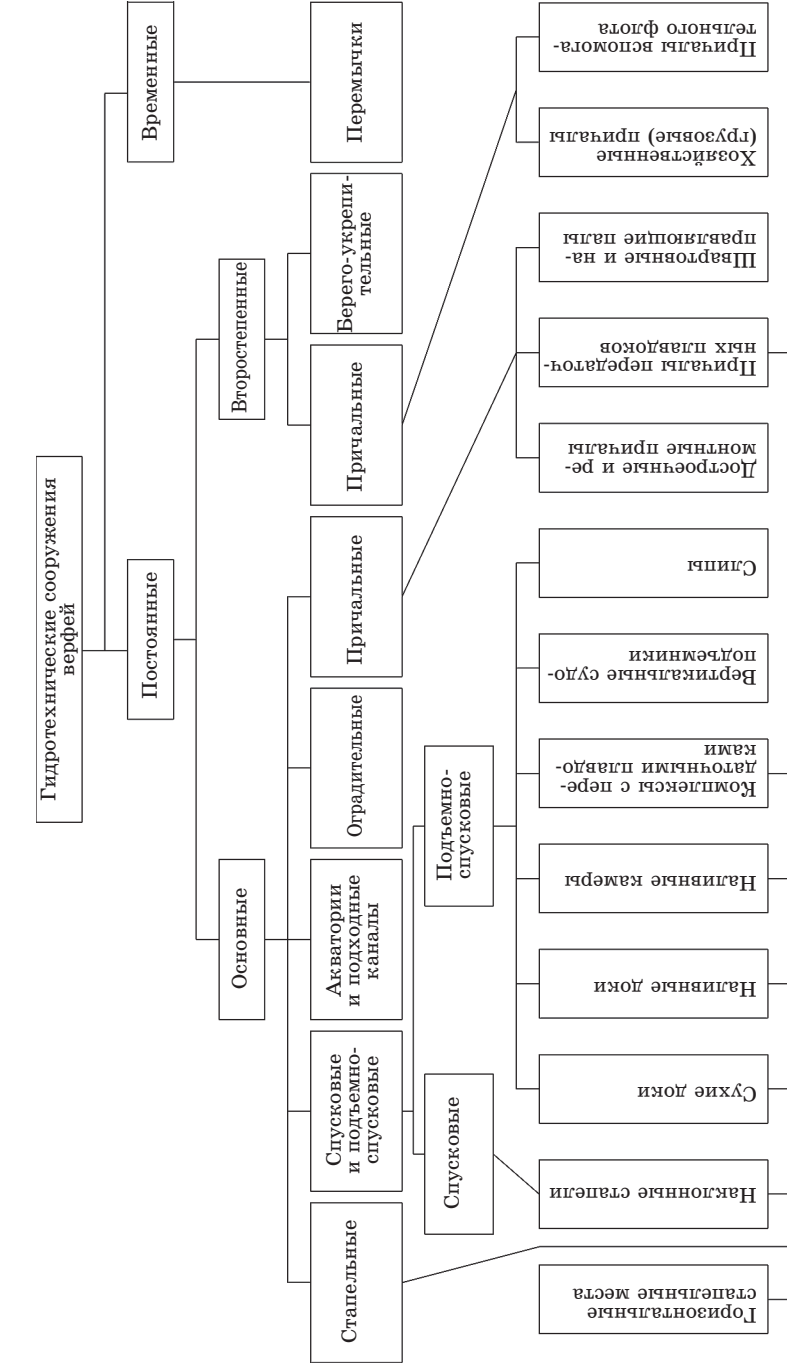 Гидротехнические сооружения
верфей
Постоянные
Временные
Основные
Второстепенные
Стапельные
Спусковые
и подъемно-
спусковые
Акватории
и подходные
каналы
Оградительные
Причальные
Причальные
Берего-укрепи-
тельные
Перемычки
Спусковые
Подъемно-
спусковые
Горизонтальные
стапельные места
Наклонные стапели
Сухие доки
Наливные доки
Наливные камеры
Комплексы с пере-
даточными плавдо-
ками
Вертикальные судо-
подъемники
Слипы
Достроечные и ре-
монтные причалы
Причалы передаточ-
ных плавдоков
Швартовные и на-
правляющие палы
Хозяйственные
(грузовые) причалы
Причалы вспомога-
тельного флота